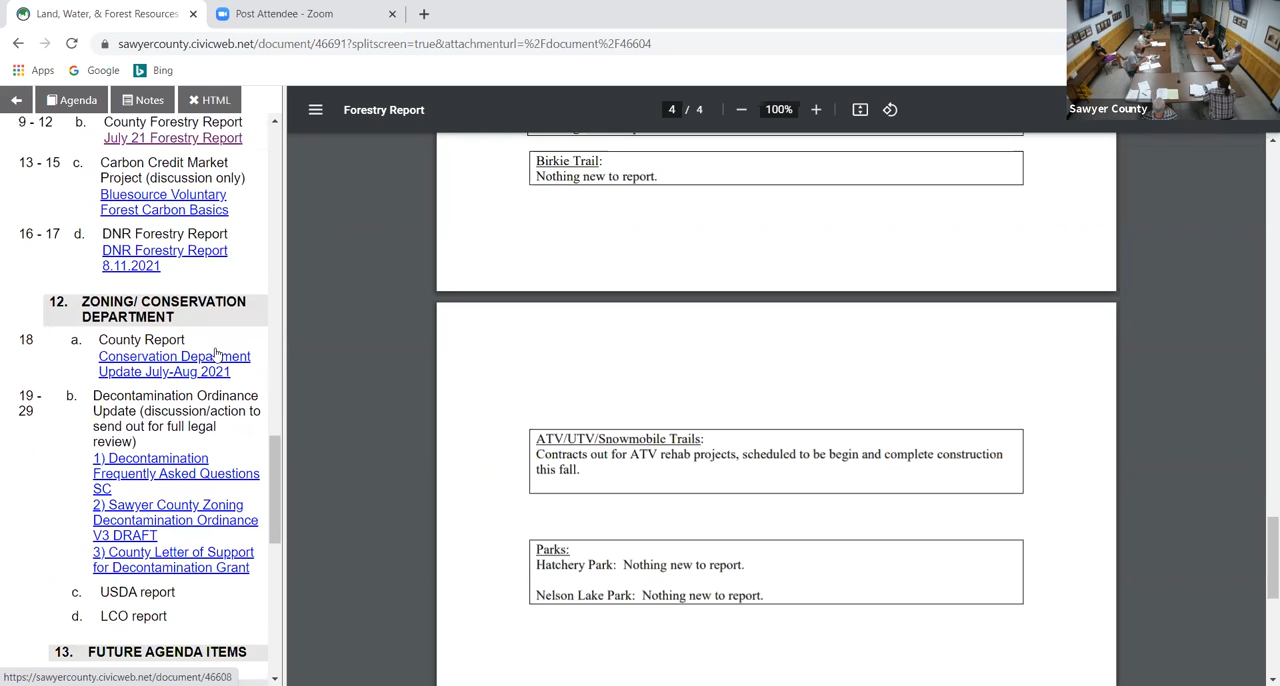 Land, Water, & Forest Resources
Post Attendee - Zoom
sawyercounty.civicweb.net/document/46691?splitscreen=true&attachmenturl=%2Fdocument%2F46604
Apps
Google
Bing
Sawyer County
Agenda
Notes
HTML
Forestry Report
4 / 4
100%
9 - 12 b. County Forestry Report
July 21 Forestry Report
13 - 15 c. Carbon Credit Market
Project (discussion only)
Bluesource Voluntary
Forest Carbon Basics
16 - 17 d. DNR Forestry Report
DNR Forestry Report
8.11.2021
12. ZONING/ CONSERVATION
DEPARTMENT
18 a. County Report
Conservation Department
Update July-Aug 2021
19 - b. Decontamination Ordinance
29 Update (discussion/action to
send out for full legal
review)
1) Decontamination
Frequently Asked Questions
SC
2) Sawyer County Zoning
Decontamination Ordinance
V3 DRAFT
3) County Letter of Support
for Decontamination Grant
c. USDA report
d. LCO report
13. FUTURE AGENDA ITEMS
https://sawyercounty.civicweb.net/document/46608
Birkie Trail:
Nothing new to report.
ATV/UTV/Snowmobile Trails:
Contracts out for ATV rehab projects, scheduled to be begin and complete construction
this fall.
Parks:
Hatchery Park: Nothing new to report.
Nelson Lake Park: Nothing new to report.